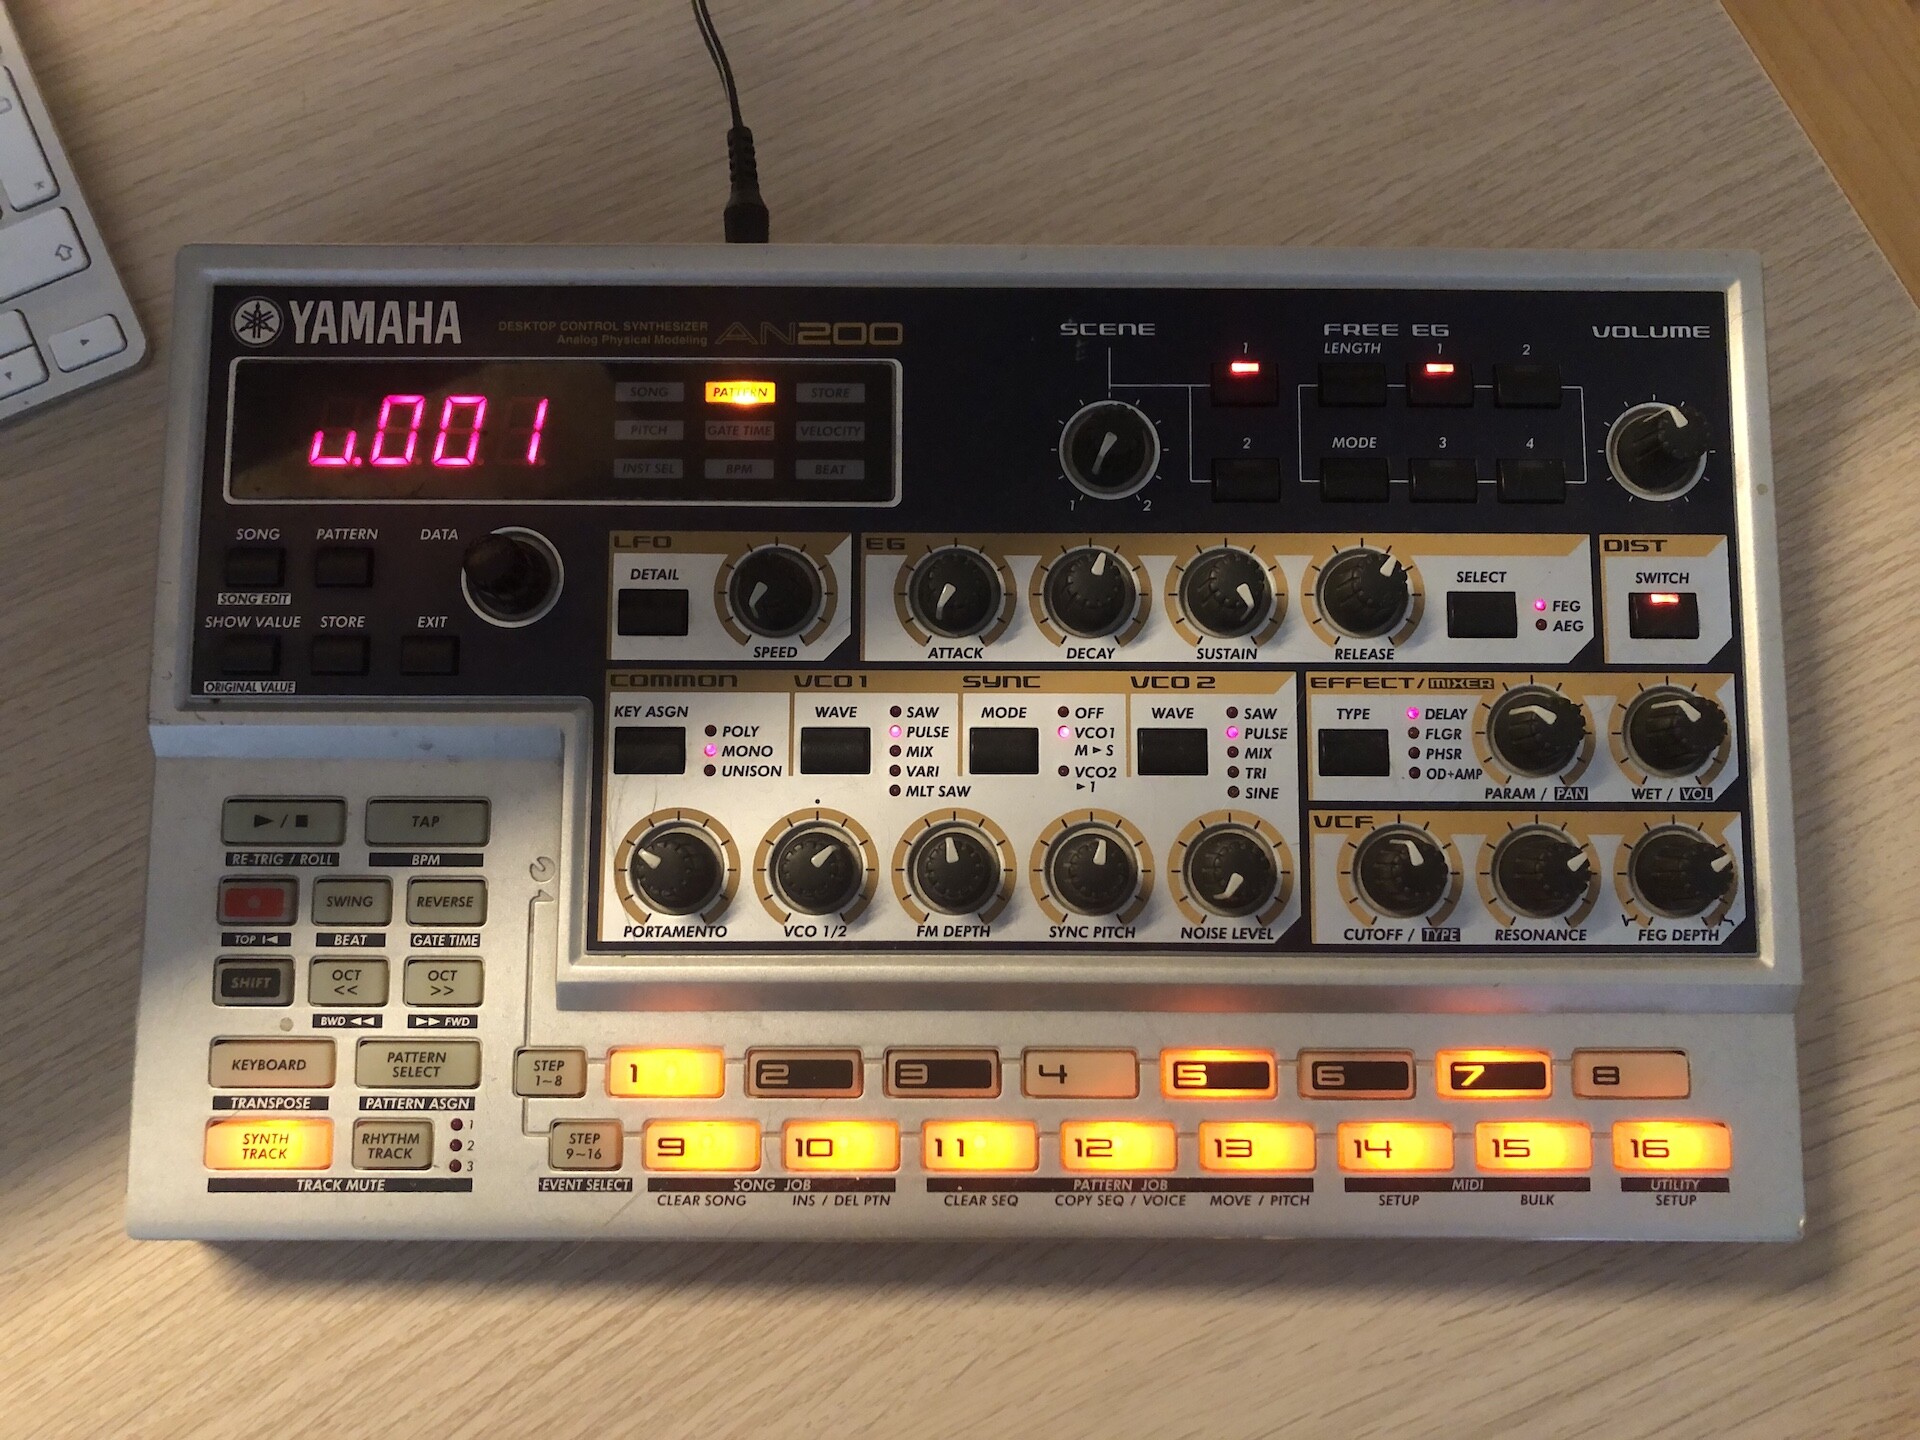 YAMAHA
DESKTOP CONTROL SYNTHESIZER
Analog Physical Modeling
AN200
SCENE
1
2
1
2
FREE EG
LENGTH
1
2
MODE
3
4
VOLUME
u.001
SONG
PATTERN
STORE
PITCH
GATE TIME
VELOCITY
INST SEL
BPM
BEAT
SONG
PATTERN
DATA
SONG EDIT
SHOW VALUE
STORE
EXIT
ORIGINAL VALUE
LFO
DETAIL
SPEED
EG
ATTACK
DECAY
SUSTAIN
RELEASE
SELECT
FEG
AEG
DIST
SWITCH
COMMON
KEY ASGN
POLY
MONO
UNISON
VCO 1
WAVE
SAW
PULSE
MIX
VARI
MLT SAW
SYNC
MODE
OFF
VCO1
M ► S
VCO2
► 1
VCO 2
WAVE
SAW
PULSE
MIX
TRI
SINE
EFFECT / MIXER
TYPE
DELAY
FLGR
PHSR
OD+AMP
PARAM / PAN
WET / VOL
PORTAMENTO
VCO 1/2
FM DEPTH
SYNC PITCH
NOISE LEVEL
VCF
CUTOFF / TYPE
RESONANCE
FEG DEPTH
► / ■
TAP
RE-TRIG / ROLL
BPM
SWING
REVERSE
TOP I◄
BEAT
GATE TIME
SHIFT
OCT
<<
OCT
>>
BWD ◄◄
►► FWD
KEYBOARD
PATTERN
SELECT
TRANSPOSE
PATTERN ASGN
SYNTH
TRACK
RHYTHM
TRACK
1
2
3
TRACK MUTE
STEP
1~8
1
2
3
4
5
6
7
8
STEP
9~16
9
10
11
12
13
14
15
16
EVENT SELECT
SONG JOB
PATTERN JOB
MIDI
UTILITY
CLEAR SONG
INS / DEL PTN
CLEAR SEQ
COPY SEQ / VOICE
MOVE / PITCH
SETUP
BULK
SETUP